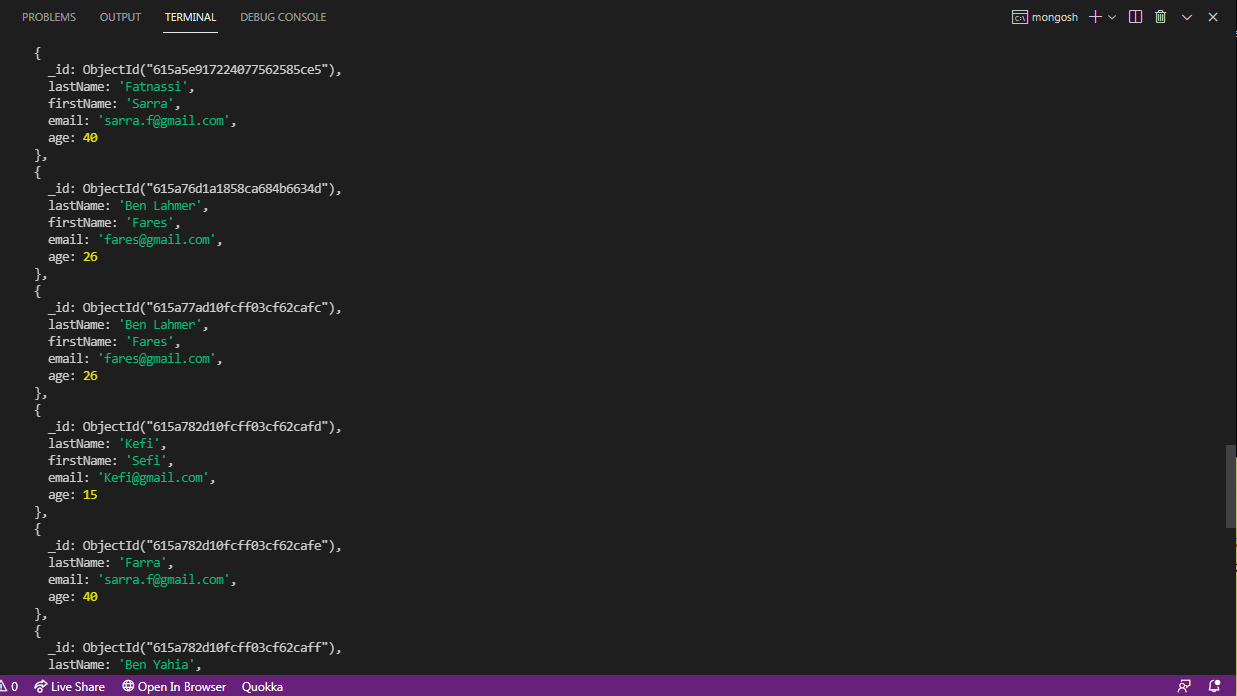 PROBLEMS OUTPUT TERMINAL DEBUG CONSOLE mongosh
{
_id: ObjectId("615a5e917224077562585ce5"),
lastName: 'Fatnassi',
firstName: 'Sarra',
email: 'sarra.f@gmail.com',
age: 40
},
{
_id: ObjectId("615a76d1a1858ca684b6634d"),
lastName: 'Ben Lahmer',
firstName: 'Fares',
email: 'fares@gmail.com',
age: 26
},
{
_id: ObjectId("615a77ad10fcff03cf62cafc"),
lastName: 'Ben Lahmer',
firstName: 'Fares',
email: 'fares@gmail.com',
age: 26
},
{
_id: ObjectId("615a782d10fcff03cf62cafd"),
lastName: 'Kefi',
firstName: 'Sefi',
email: 'Kefi@gmail.com',
age: 15
},
{
_id: ObjectId("615a782d10fcff03cf62cafe"),
lastName: 'Farra',
email: 'sarra.f@gmail.com',
age: 40
},
{
_id: ObjectId("615a782d10fcff03cf62caff"),
lastName: 'Ben Yahia',
0 Live Share Open In Browser Quokka